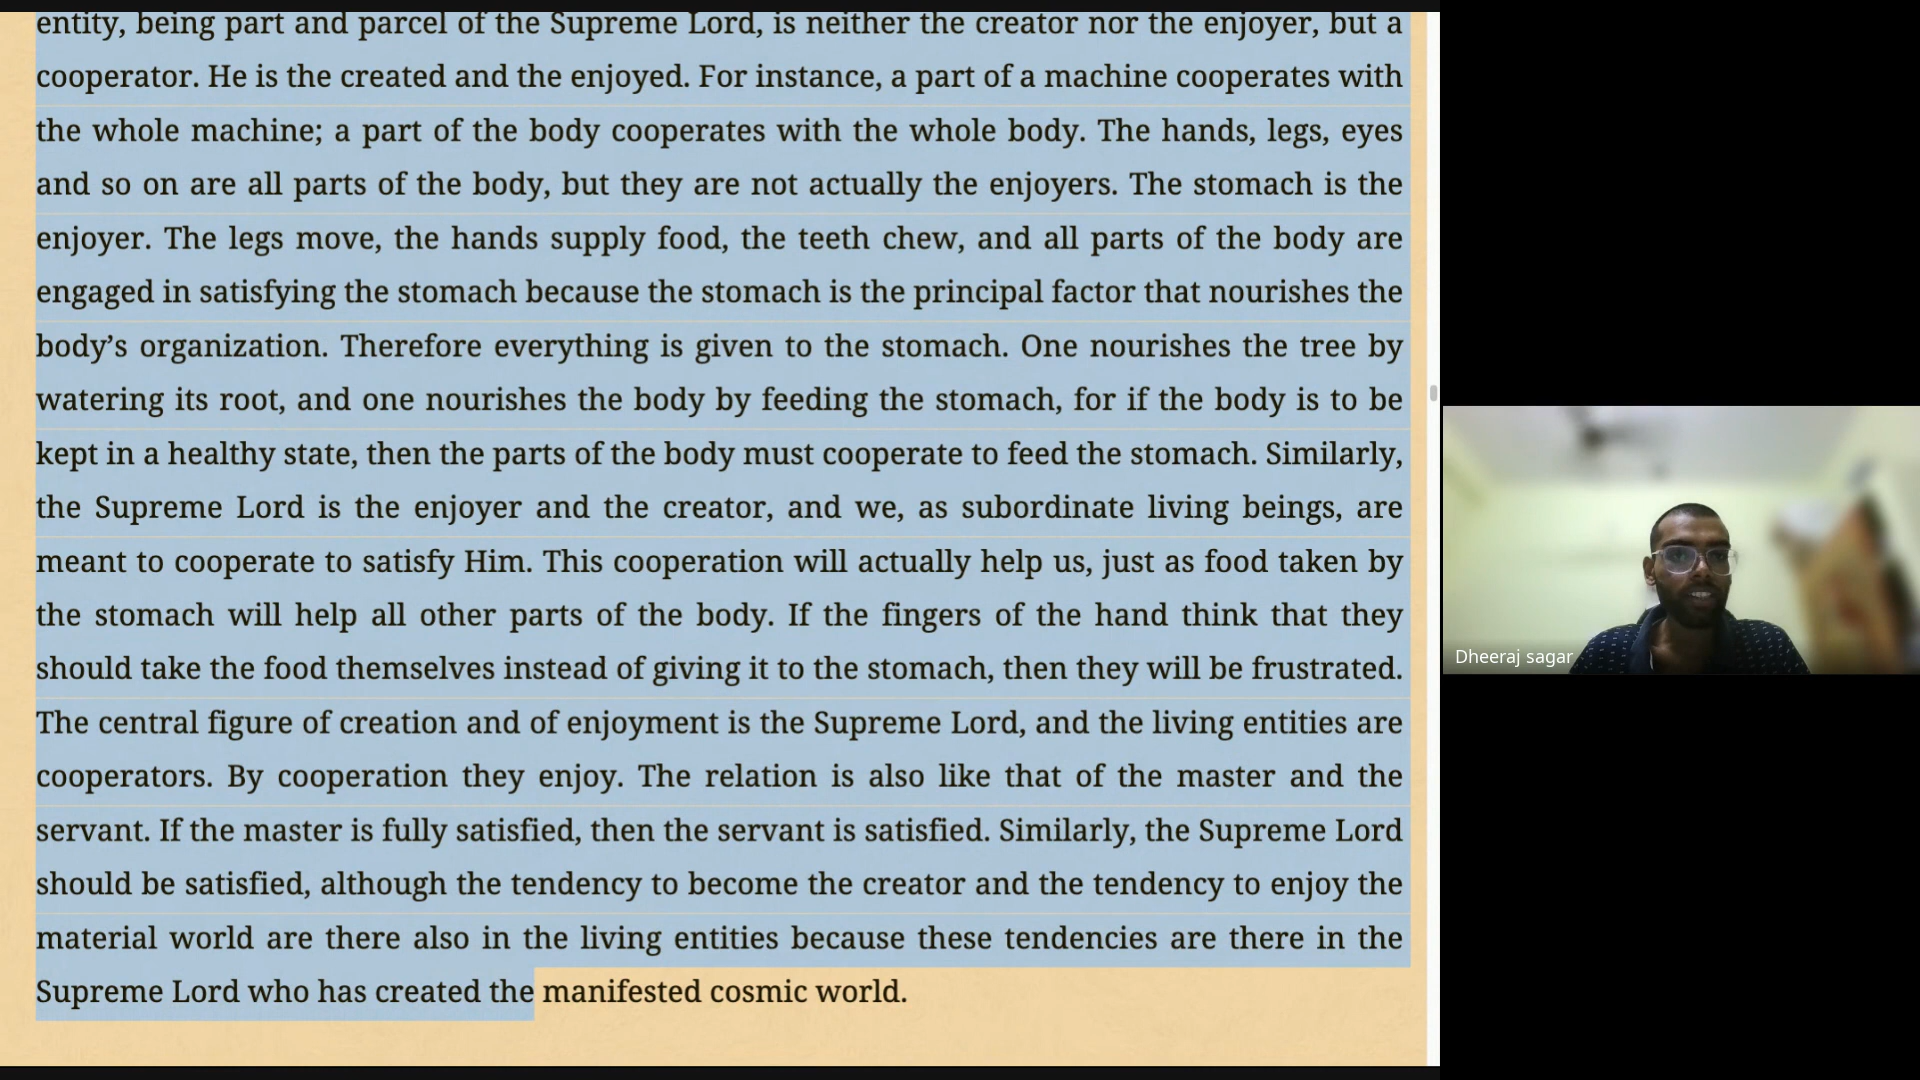 entity, being part and parcel of the Supreme Lord, is neither the creator nor the enjoyer, but a
cooperator. He is the created and the enjoyed. For instance, a part of a machine cooperates with
the whole machine; a part of the body cooperates with the whole body. The hands, legs, eyes
and so on are all parts of the body, but they are not actually the enjoyers. The stomach is the
enjoyer. The legs move, the hands supply food, the teeth chew, and all parts of the body are
engaged in satisfying the stomach because the stomach is the principal factor that nourishes the
body’s organization. Therefore everything is given to the stomach. One nourishes the tree by
watering its root, and one nourishes the body by feeding the stomach, for if the body is to be
kept in a healthy state, then the parts of the body must cooperate to feed the stomach. Similarly,
the Supreme Lord is the enjoyer and the creator, and we, as subordinate living beings, are
meant to cooperate to satisfy Him. This cooperation will actually help us, just as food taken by
the stomach will help all other parts of the body. If the fingers of the hand think that they
should take the food themselves instead of giving it to the stomach, then they will be frustrated.
The central figure of creation and of enjoyment is the Supreme Lord, and the living entities are
cooperators. By cooperation they enjoy. The relation is also like that of the master and the
servant. If the master is fully satisfied, then the servant is satisfied. Similarly, the Supreme Lord
should be satisfied, although the tendency to become the creator and the tendency to enjoy the
material world are there also in the living entities because these tendencies are there in the
Supreme Lord who has created the manifested cosmic world.
Dheeraj sagar